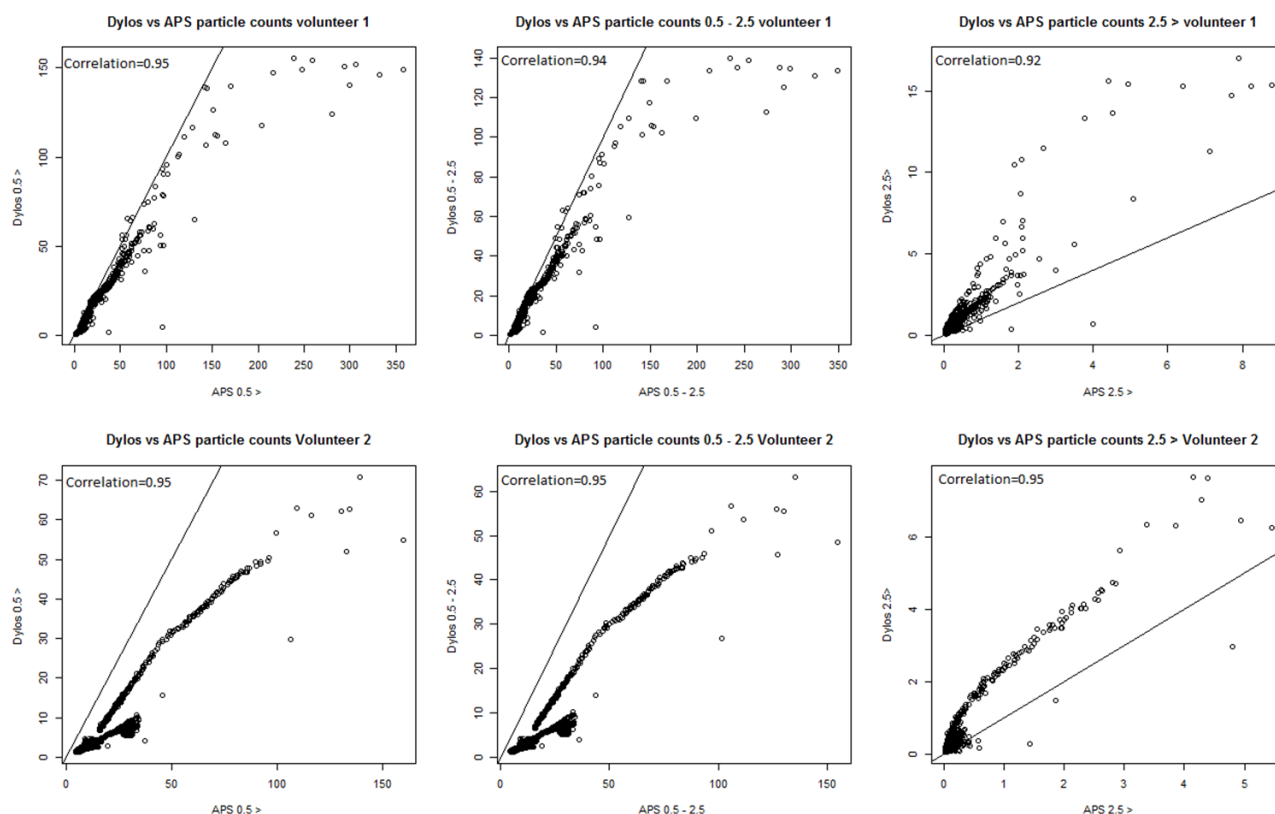 Dylos vs APS particle counts volunteer 1
Correlation=0.95
Dylos 0.5 >
0
50
100
150
0
50
100
150
200
250
300
350
APS 0.5 >
Dylos vs APS particle counts 0.5 - 2.5 volunteer 1
Correlation=0.94
Dylos 0.5 - 2.5
0
20
40
60
80
100
120
140
0
50
100
150
200
250
300
350
APS 0.5 - 2.5
Dylos vs APS particle counts 2.5 > volunteer 1
Correlation=0.92
Dylos 2.5>
0
5
10
15
0
2
4
6
8
APS 2.5 >
Dylos vs APS particle counts Volunteer 2
Correlation=0.95
Dylos 0.5 >
0
10
20
30
40
50
60
70
0
50
100
150
APS 0.5 >
Dylos vs APS particle counts 0.5 - 2.5 Volunteer 2
Correlation=0.95
Dylos 0.5 - 2.5
0
10
20
30
40
50
60
0
50
100
150
APS 0.5 - 2.5
Dylos vs APS particle counts 2.5 > Volunteer 2
Correlation=0.95
Dylos 2.5>
0
2
4
6
0
1
2
3
4
5
APS 2.5 >